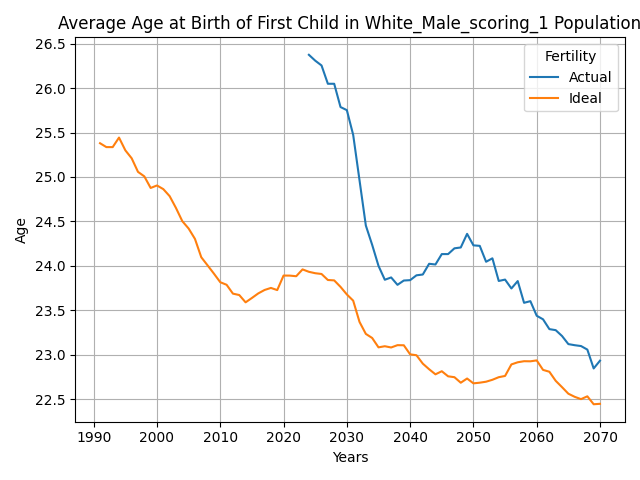 Average Age at Birth of First Child in White_Male_scoring_1 Population
Fertility
Actual
Ideal
Age
26.5
26.0
25.5
25.0
24.5
24.0
23.5
23.0
22.5
1990 2000 2010 2020 2030 2040 2050 2060 2070
Years